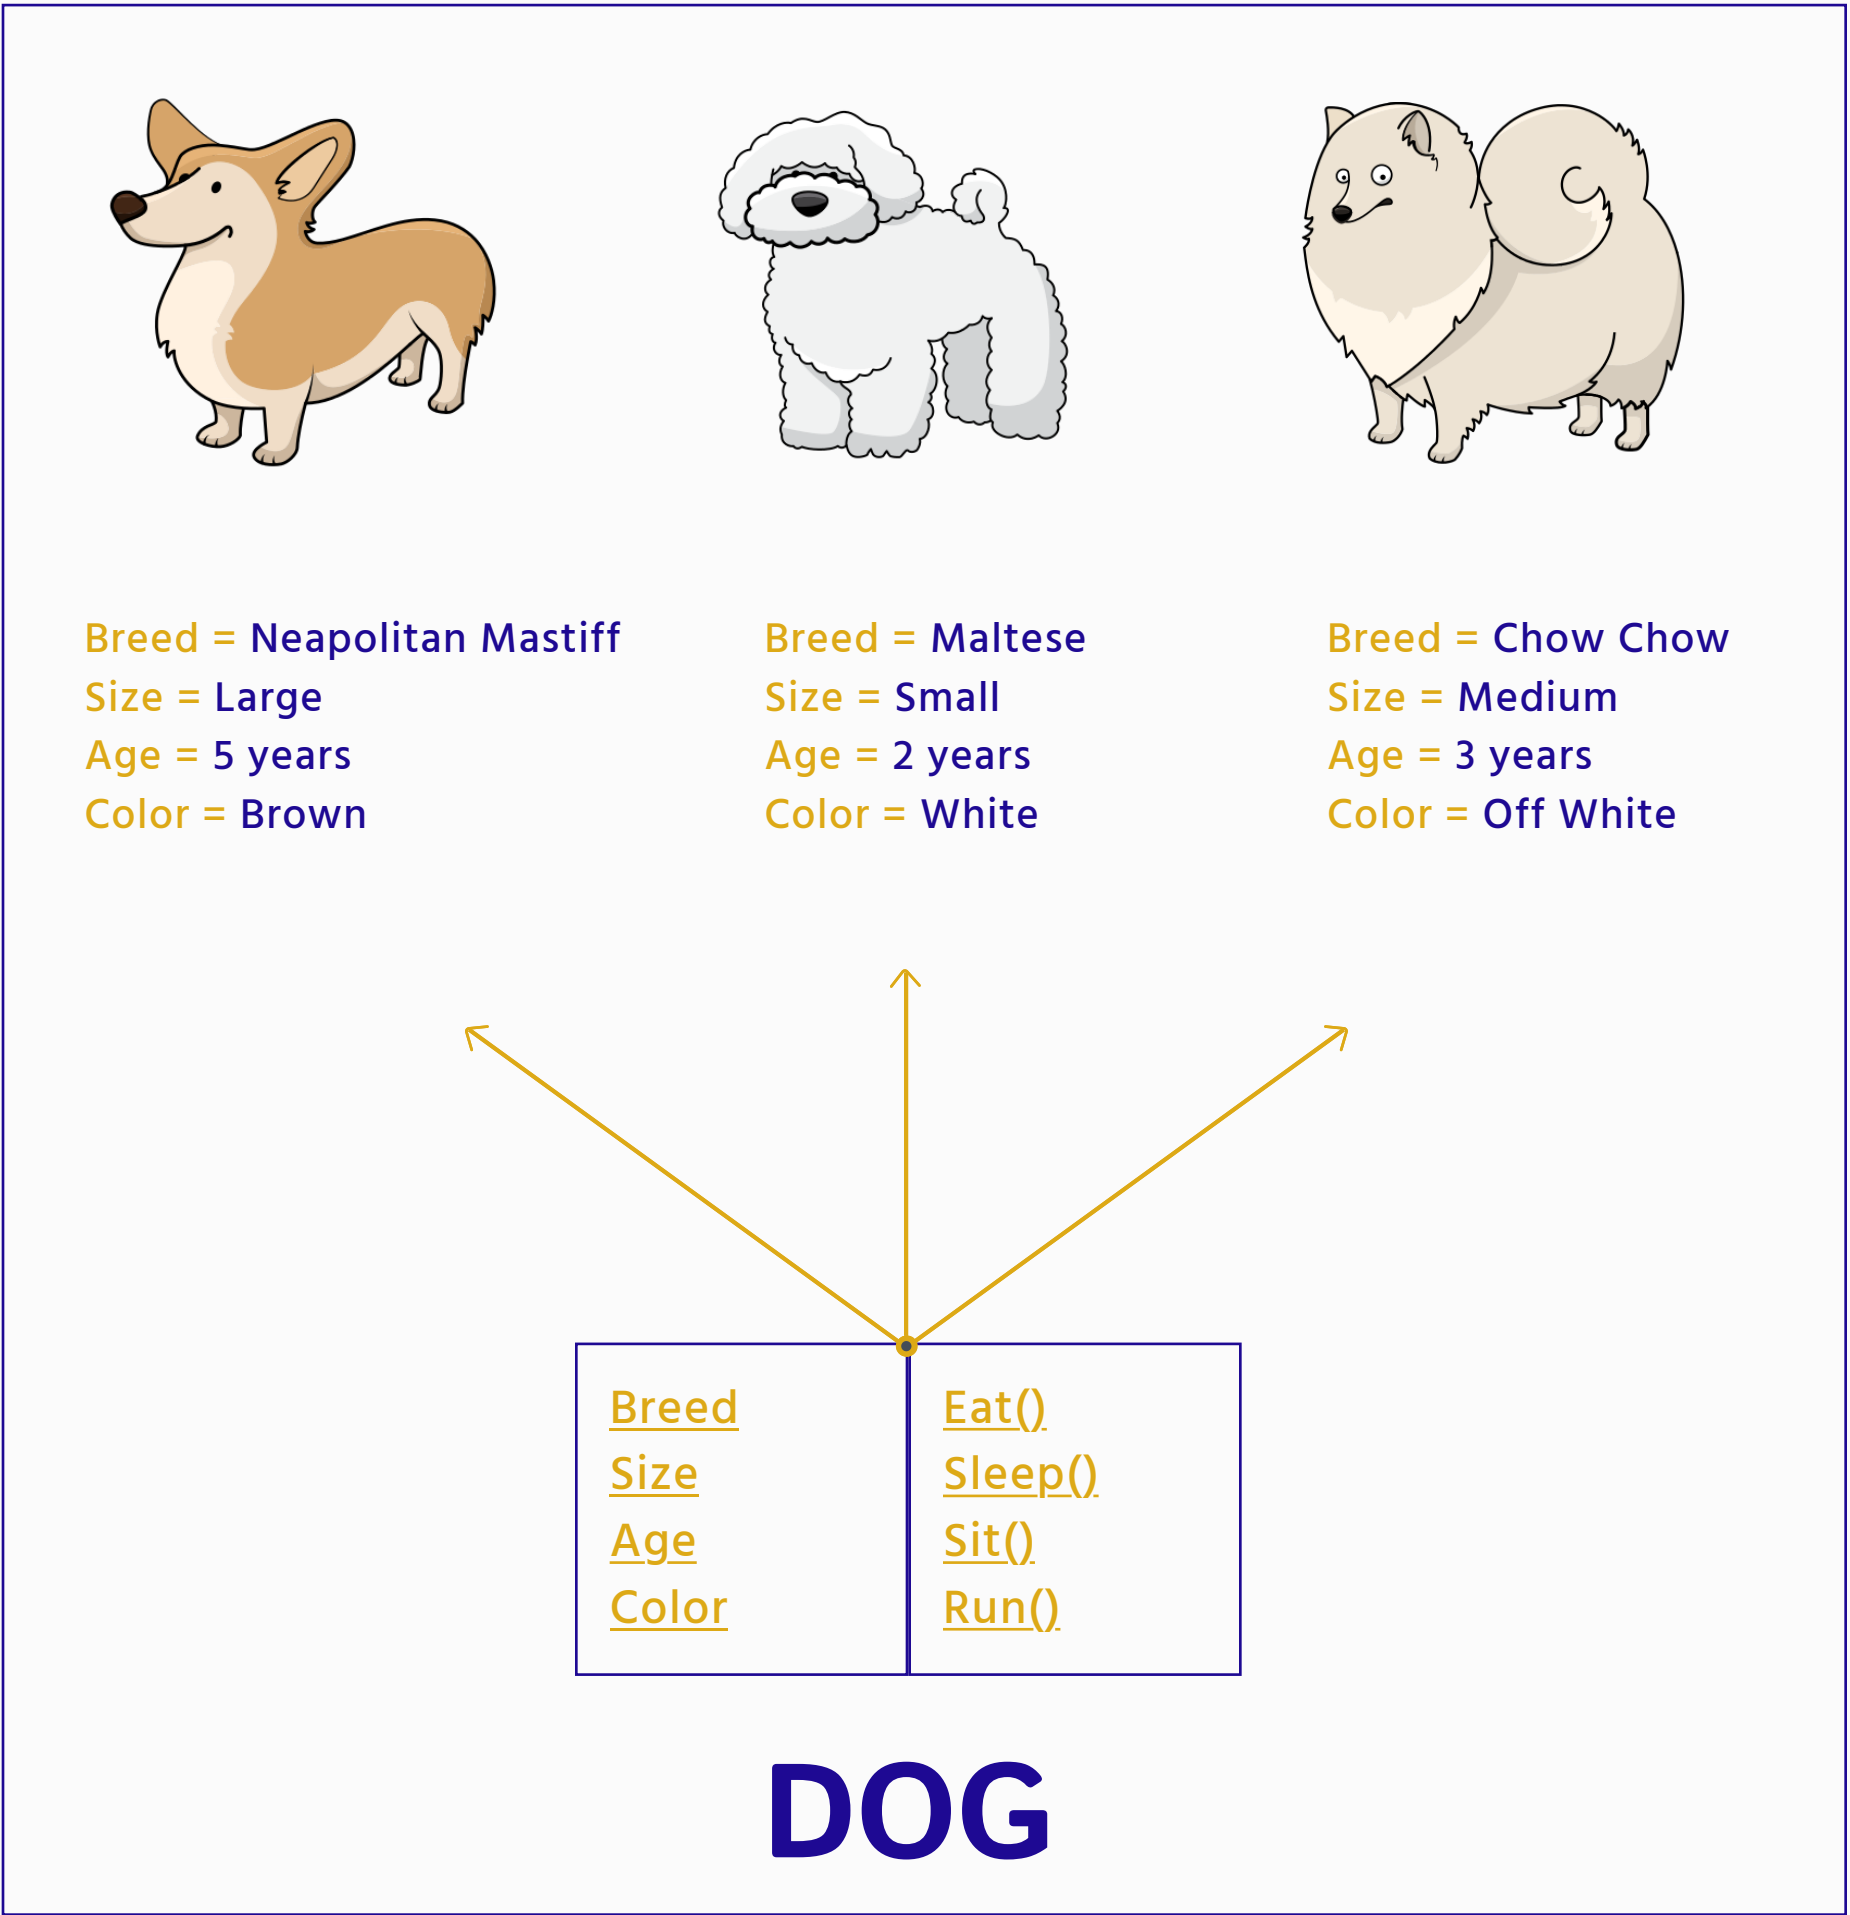 Breed = Neapolitan Mastiff
Size = Large
Age = 5 years
Color = Brown
Breed = Maltese
Size = Small
Age = 2 years
Color = White
Breed = Chow Chow
Size = Medium
Age = 3 years
Color = Off White
Breed
Size
Age
Color
Eat()
Sleep()
Sit()
Run()
DOG